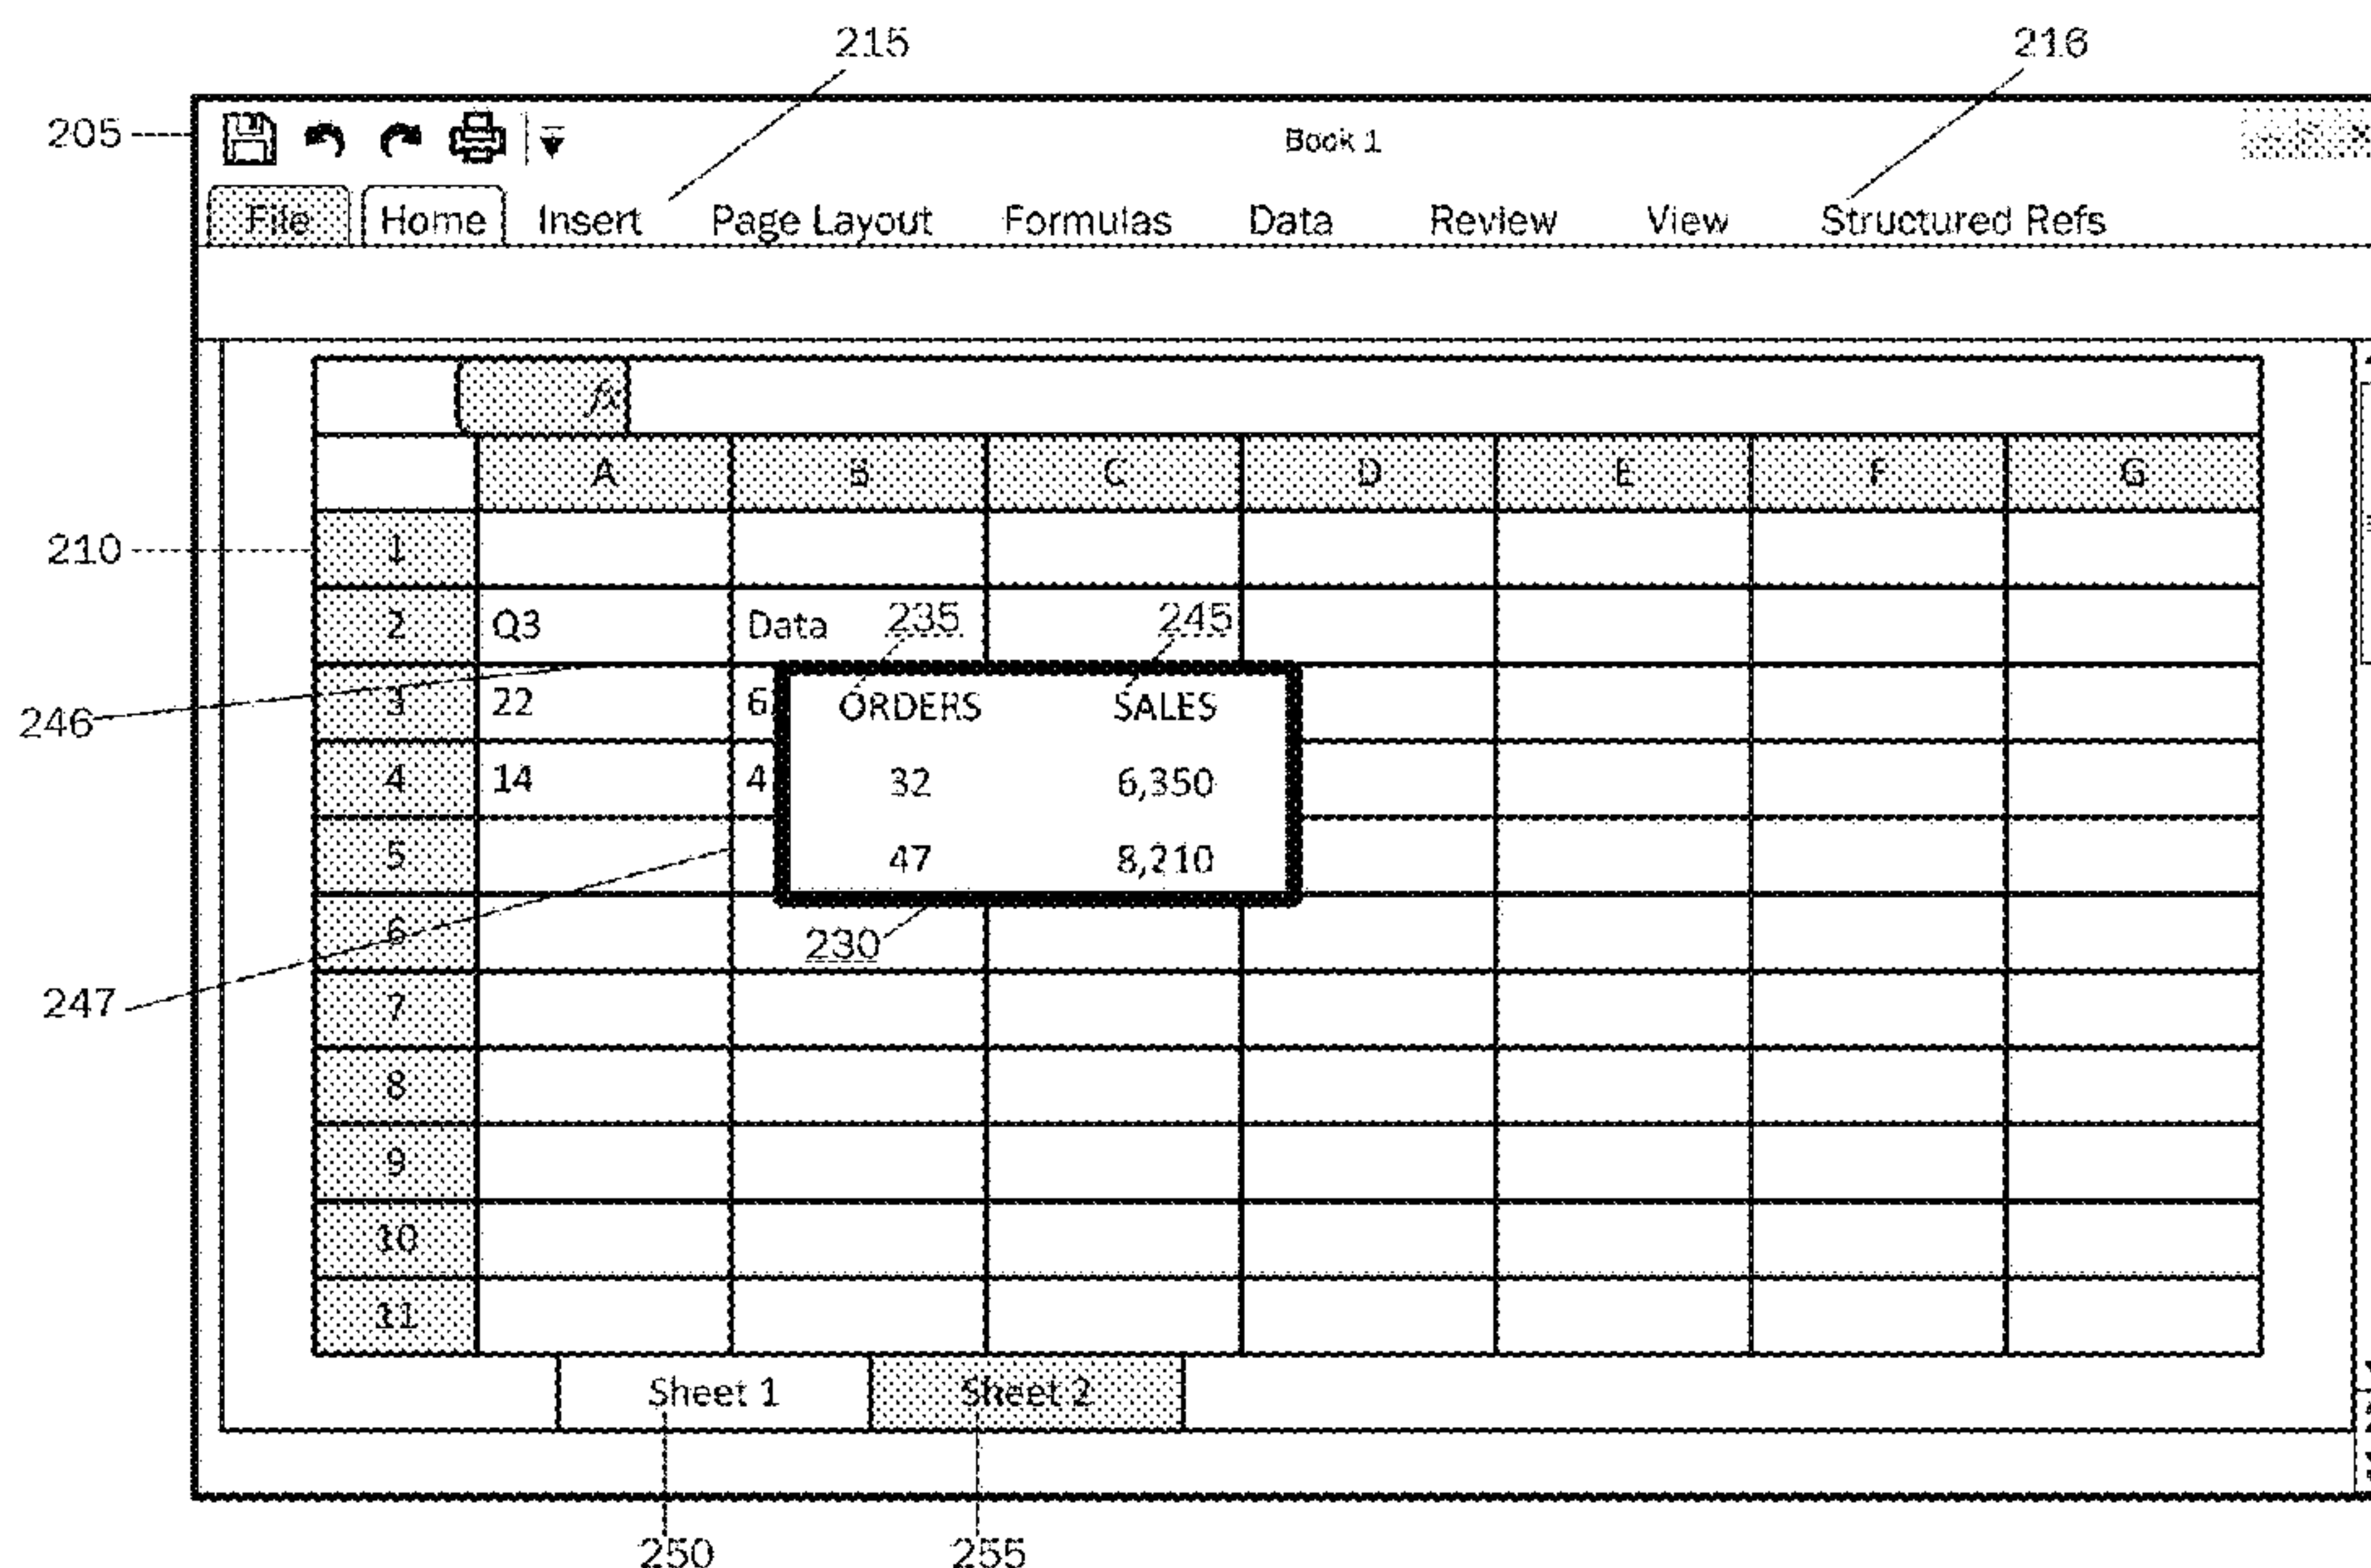 215 216
205 Book 1
File Home Insert Page Layout Formulas Data Review View Structured Refs
fx
A B C D E F G
210 1
2 Q3 Data 235 245
246 3 22 6 ORDERS SALES
4 14 4 32 6,350
5 47 8,210
6 230
247 7
8
9
10
11
Sheet 1 Sheet 2
250 255